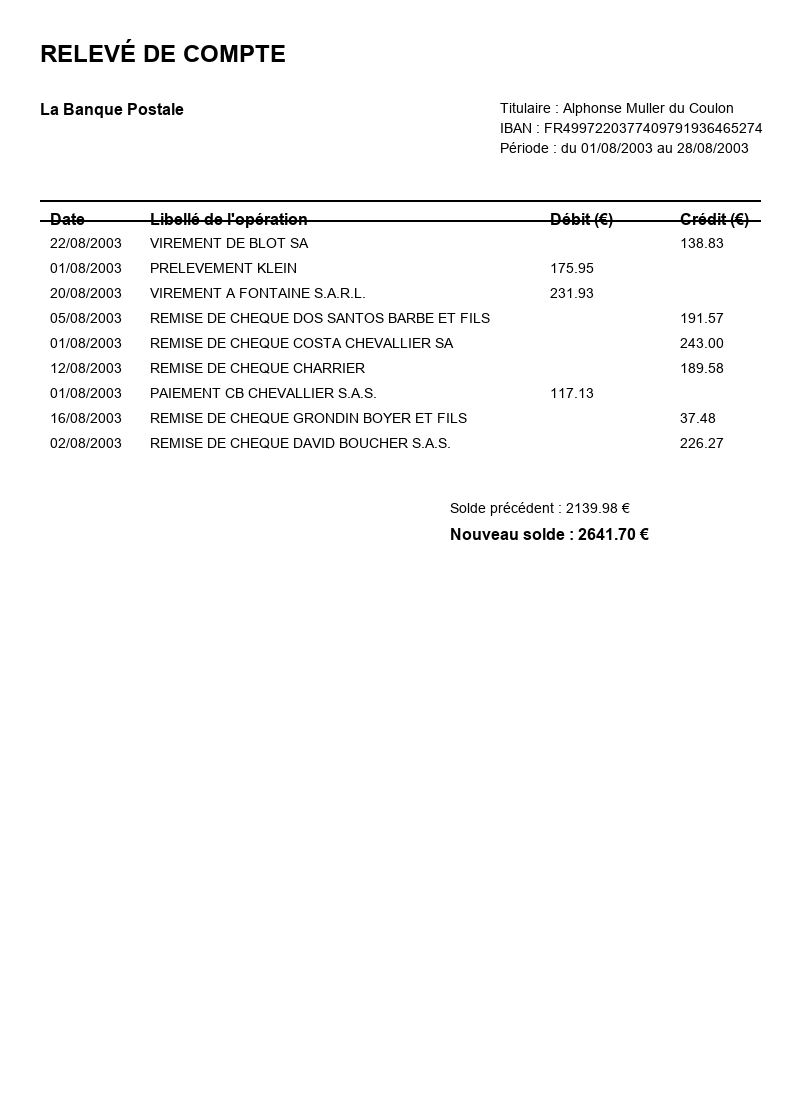 RELEVÉ DE COMPTE
La Banque Postale
Titulaire : Alphonse Muller du Coulon
IBAN : FR4997220377409791936465274
Période : du 01/08/2003 au 28/08/2003
Date Libellé de l'opération Débit (€) Crédit (€)
22/08/2003 VIREMENT DE BLOT SA 138.83
01/08/2003 PRELEVEMENT KLEIN 175.95
20/08/2003 VIREMENT A FONTAINE S.A.R.L. 231.93
05/08/2003 REMISE DE CHEQUE DOS SANTOS BARBE ET FILS 191.57
01/08/2003 REMISE DE CHEQUE COSTA CHEVALLIER SA 243.00
12/08/2003 REMISE DE CHEQUE CHARRIER 189.58
01/08/2003 PAIEMENT CB CHEVALLIER S.A.S. 117.13
16/08/2003 REMISE DE CHEQUE GRONDIN BOYER ET FILS 37.48
02/08/2003 REMISE DE CHEQUE DAVID BOUCHER S.A.S. 226.27
Solde précédent : 2139.98 €
Nouveau solde : 2641.70 €